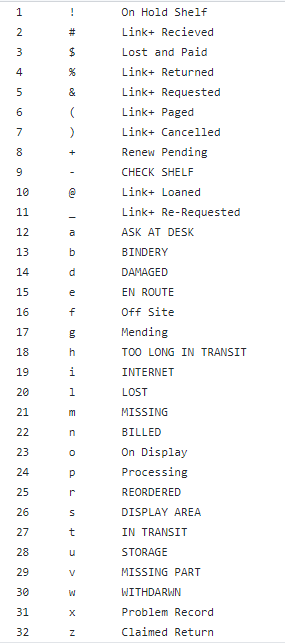 1 ! On Hold Shelf
2 # Link+ Recieved
3 $ Lost and Paid
4 % Link+ Returned
5 & Link+ Requested
6 ( Link+ Paged
7 ) Link+ Cancelled
8 + Renew Pending
9 - CHECK SHELF
10 @ Link+ Loaned
11 _ Link+ Re-Requested
12 a ASK AT DESK
13 b BINDERY
14 d DAMAGED
15 e EN ROUTE
16 f Off Site
17 g Mending
18 h TOO LONG IN TRANSIT
19 i INTERNET
20 l LOST
21 m MISSING
22 n BILLED
23 o On Display
24 p Processing
25 r REORDERED
26 s DISPLAY AREA
27 t IN TRANSIT
28 u STORAGE
29 v MISSING PART
30 w WITHDARWN
31 x Problem Record
32 z Claimed Return